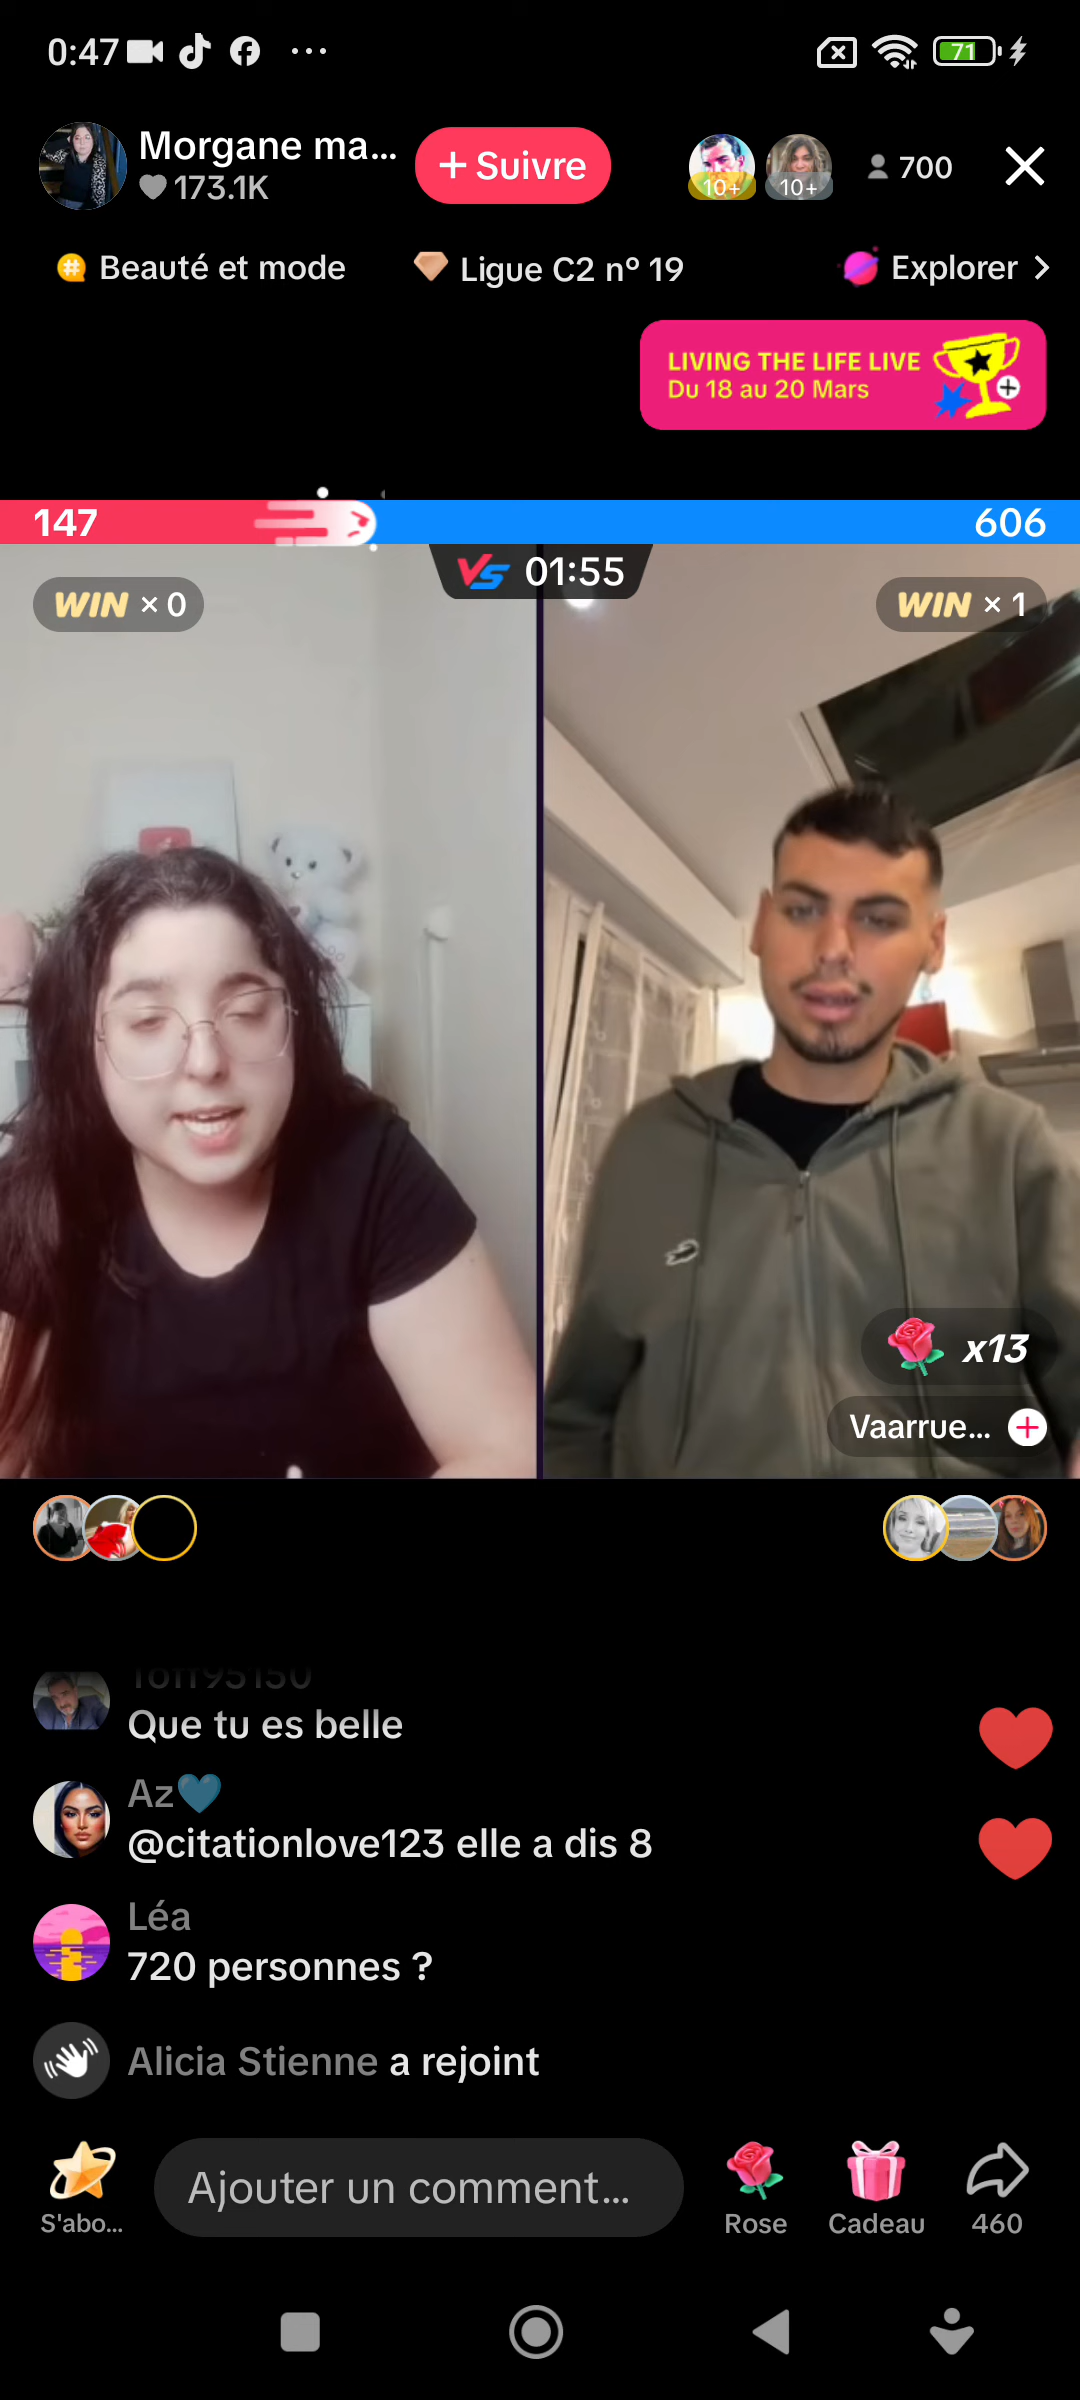 0:47
71
Morgane ma...
173.1K
+ Suivre
10+
10+
700
Beauté et mode
Ligue C2 nº 19
Explorer
LIVING THE LIFE LIVE
Du 18 au 20 Mars
147
606
VS 01:55
WIN × 0
WIN × 1
x13
Vaarrue...
Toff95150
Que tu es belle
Az
@citationlove123 elle a dis 8
Léa
720 personnes ?
Alicia Stienne a rejoint
S'abo...
Ajouter un comment...
Rose
Cadeau
460